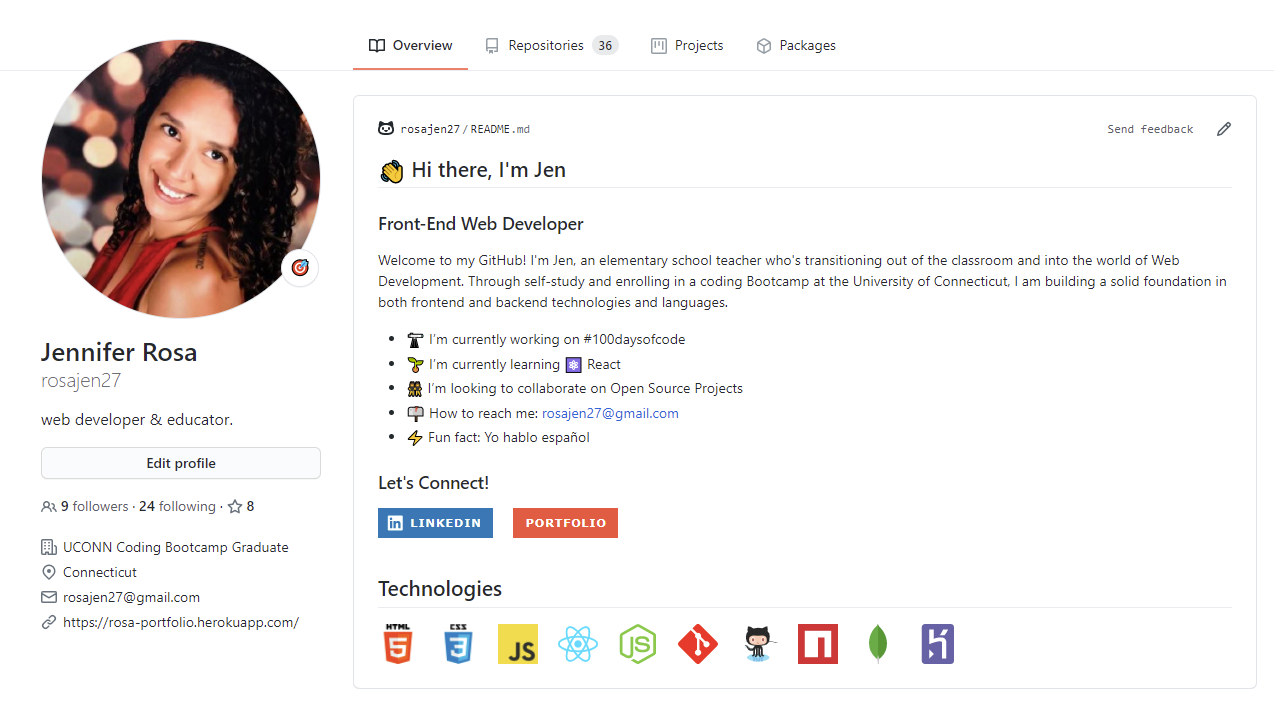 Overview
Repositories 36
Projects
Packages
Jennifer Rosa
rosajen27
web developer & educator.
Edit profile
9 followers · 24 following · 8
UCONN Coding Bootcamp Graduate
Connecticut
rosajen27@gmail.com
https://rosa-portfolio.herokuapp.com/
rosajen27/README.md
Send feedback
👋 Hi there, I'm Jen
Front-End Web Developer
Welcome to my GitHub! I'm Jen, an elementary school teacher who's transitioning out of the classroom and into the world of Web
Development. Through self-study and enrolling in a coding Bootcamp at the University of Connecticut, I am building a solid foundation in
both frontend and backend technologies and languages.
I'm currently working on #100daysofcode
I'm currently learning ⚛️ React
I'm looking to collaborate on Open Source Projects
How to reach me: rosajen27@gmail.com
⚡ Fun fact: Yo hablo español
Let's Connect!
in LINKEDIN
PORTFOLIO
Technologies
HTML 5
CSS 3
JS
JS
n